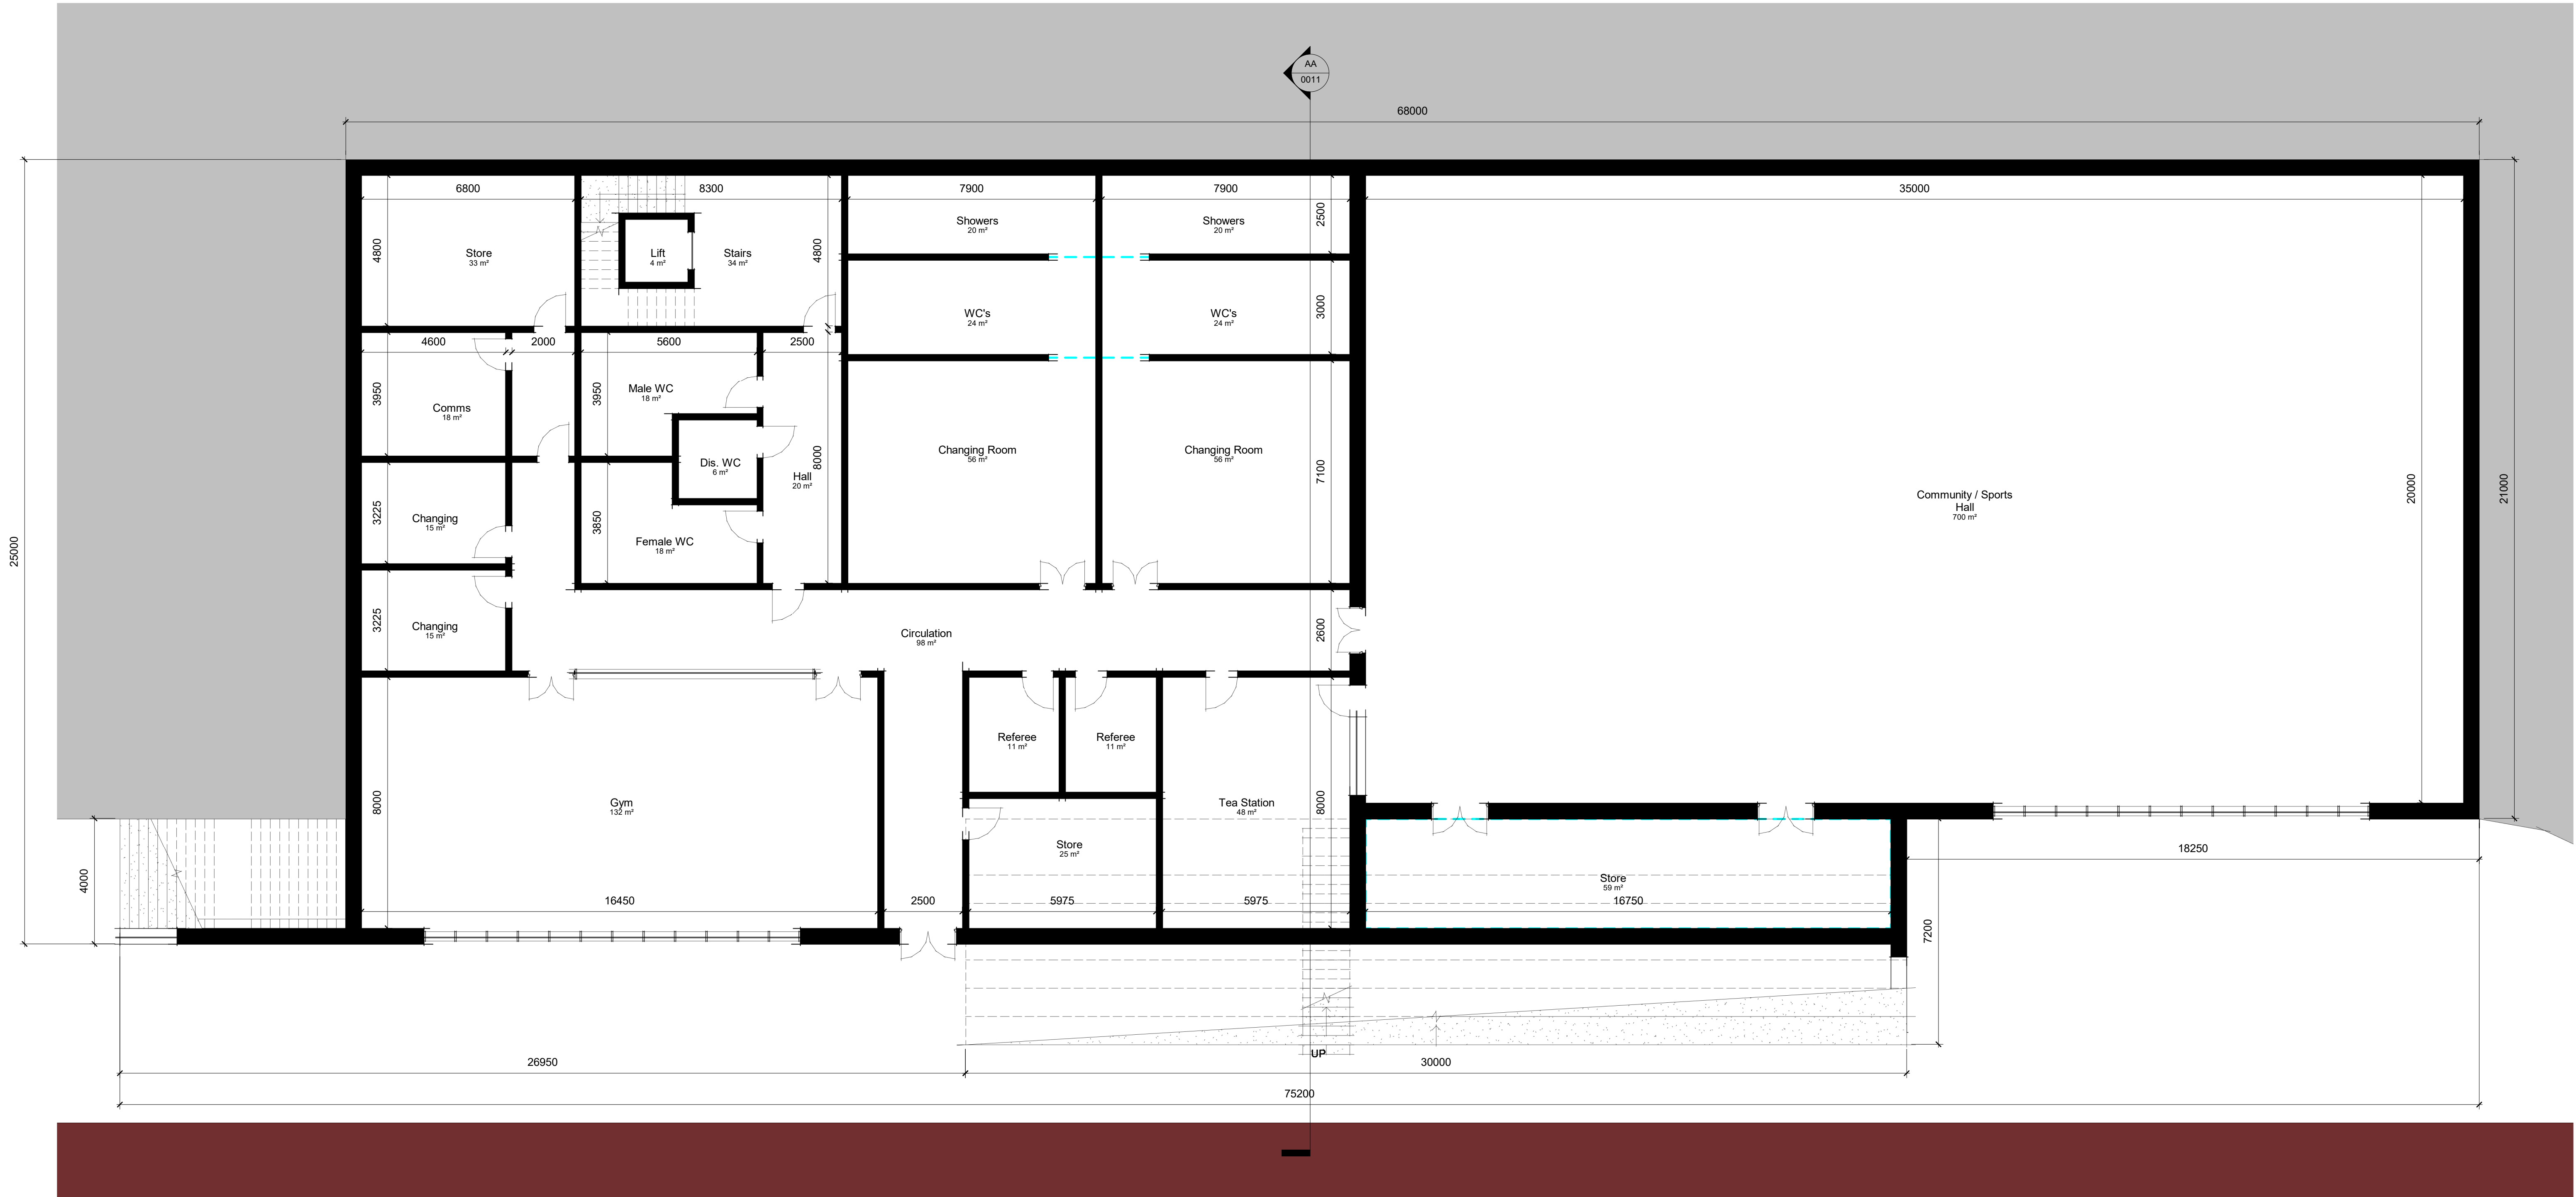 AA
0011
68000
6800
8300
7900
7900
35000
Showers
20 m²
Showers
20 m²
2500
4800
Store
33 m²
Lift
4 m²
Stairs
34 m²
4800
WC's
24 m²
WC's
24 m²
3000
4600
2000
5600
2500
3950
Comms
18 m²
3950
Male WC
18 m²
Dis. WC
6 m²
Hall
20 m²
8000
Changing Room
56 m²
Changing Room
56 m²
7100
Community / Sports
Hall
700 m²
20000
21000
25000
3225
Changing
15 m²
3850
Female WC
18 m²
3225
Changing
15 m²
Circulation
98 m²
2600
Referee
11 m²
Referee
11 m²
8000
Gym
132 m²
Tea Station
48 m²
8000
Store
25 m²
18250
4000
Store
59 m²
16450
2500
5975
5975
16750
7200
UP
26950
30000
75200